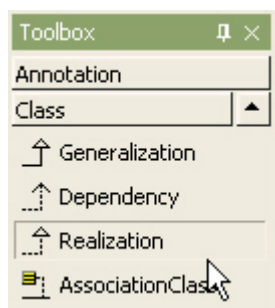 Toolbox
Annotation
Class
Generalization
Dependency
Realization
AssociationClass